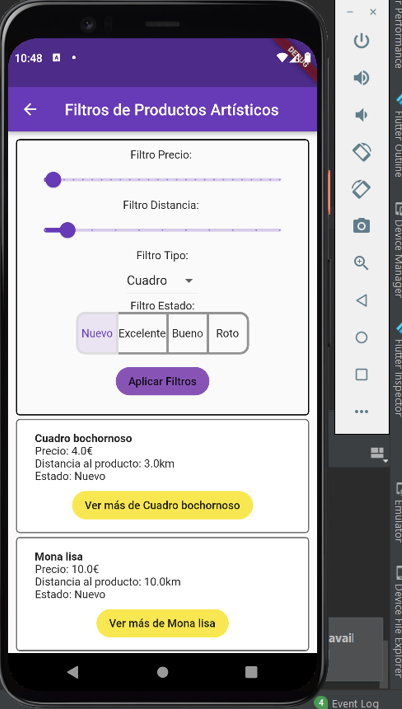 10:48
DEBUG
Filtros de Productos Artísticos
Filtro Precio:
Filtro Distancia:
Filtro Tipo:
Cuadro
Filtro Estado:
Nuevo Excelente Bueno Roto
Aplicar Filtros
Cuadro bochornoso
Precio: 4.0€
Distancia al producto: 3.0km
Estado: Nuevo
Ver más de Cuadro bochornoso
Mona lisa
Precio: 10.0€
Distancia al producto: 10.0km
Estado: Nuevo
Ver más de Mona lisa
Performance
Flutter Outline
Device Manager
Flutter Inspector
Emulator
Device File Explorer
avail
4 Event Log